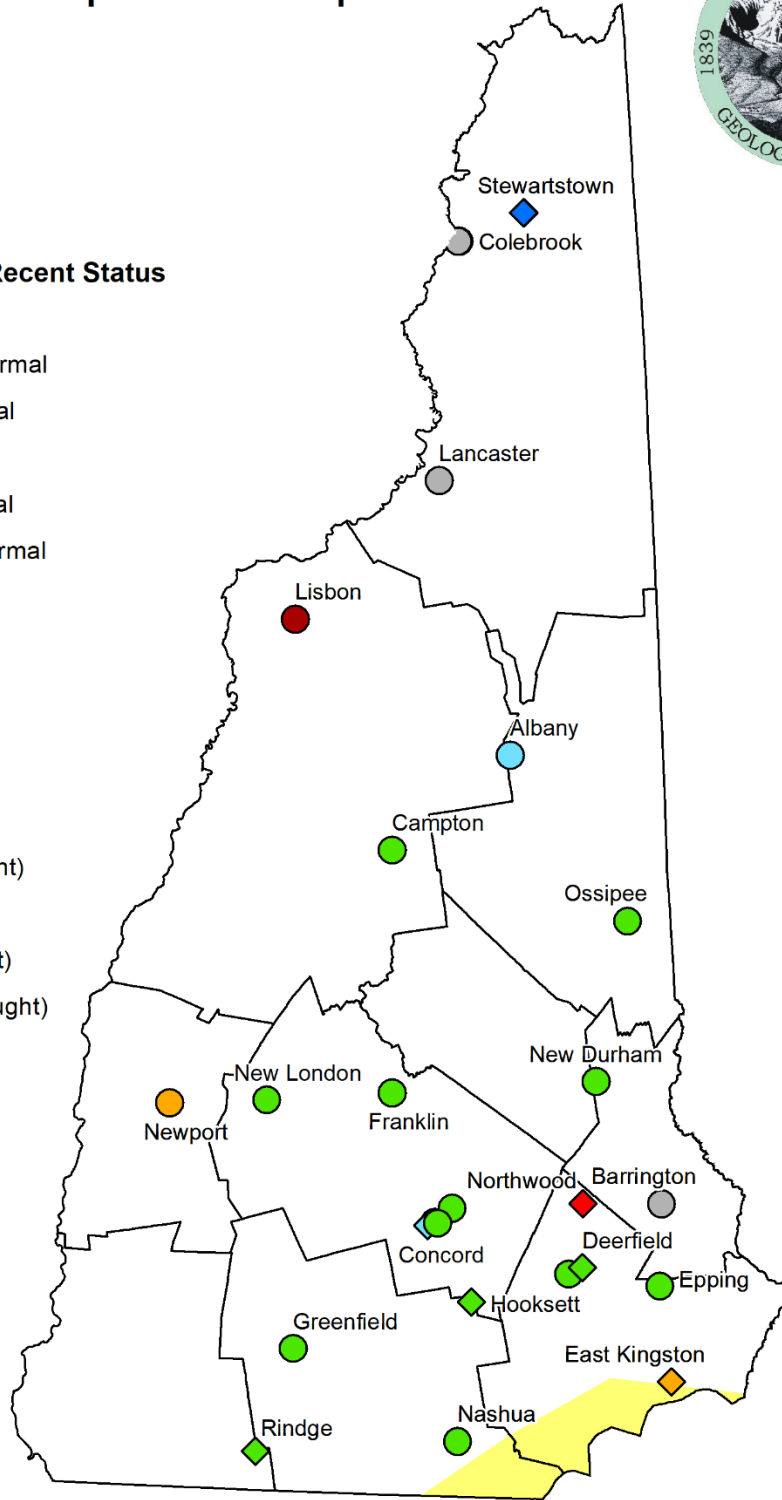 1839
GEOLOG
Stewartstown
Colebrook
Recent Status
rmal
al
Lancaster
al
rmal
Lisbon
Albany
Campton
nt)
Ossipee
t)
ught)
New Durham
New London
Franklin
Newport
Northwood
Barrington
Deerfield
Concord
Epping
Hooksett
Greenfield
East Kingston
Nashua
Rindge